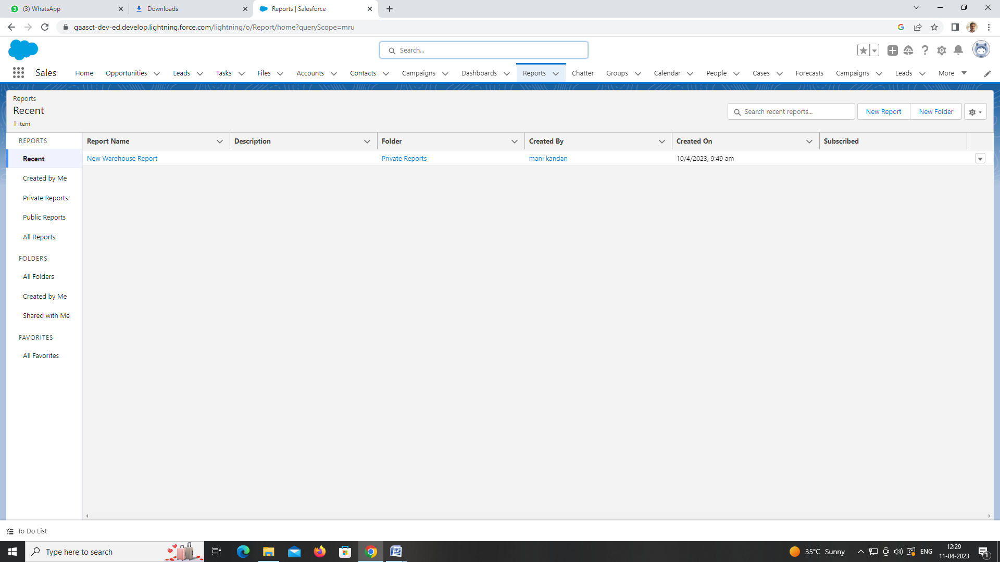 (3) WhatsApp
Downloads
Reports | Salesforce
gaasct-dev-ed.develop.lightning.force.com/lightning/o/Report/home?queryScope=mru
Search...
Sales
Home
Opportunities
Leads
Tasks
Files
Accounts
Contacts
Campaigns
Dashboards
Reports
Chatter
Groups
Calendar
People
Cases
Forecasts
Campaigns
Leads
More
Reports
Recent
1 item
Search recent reports...
New Report
New Folder
REPORTS
Recent
Created by Me
Private Reports
Public Reports
All Reports
FOLDERS
All Folders
Created by Me
Shared with Me
FAVORITES
All Favorites
Report Name
Description
Folder
Created By
Created On
Subscribed
New Warehouse Report
Private Reports
mani kandan
10/4/2023, 9:49 am
To Do List
Type here to search
35°C Sunny
ENG
12:29
11-04-2023
1